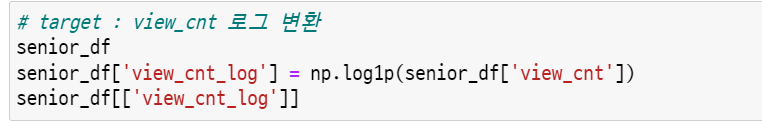 # target : view_cnt 로그 변환
senior_df
senior_df['view_cnt_log'] = np.log1p(senior_df['view_cnt'])
senior_df[['view_cnt_log']]